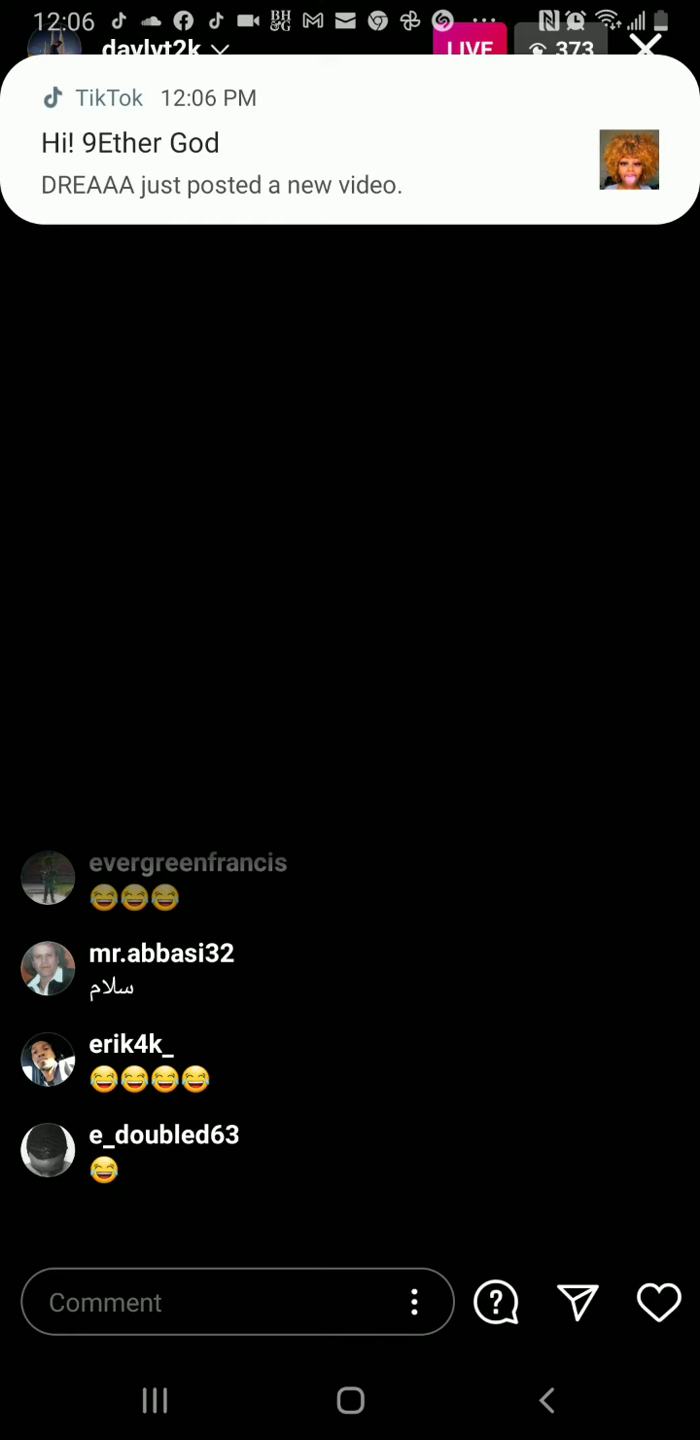 12:06
BH
&G
daylyt2k
LIVE
373
TikTok 12:06 PM
Hi! 9Ether God
DREAAA just posted a new video.
evergreenfrancis
😂😂😂
mr.abbasi32
سلام
erik4k_
😂😂😂😂
e_doubled63
😂
Comment